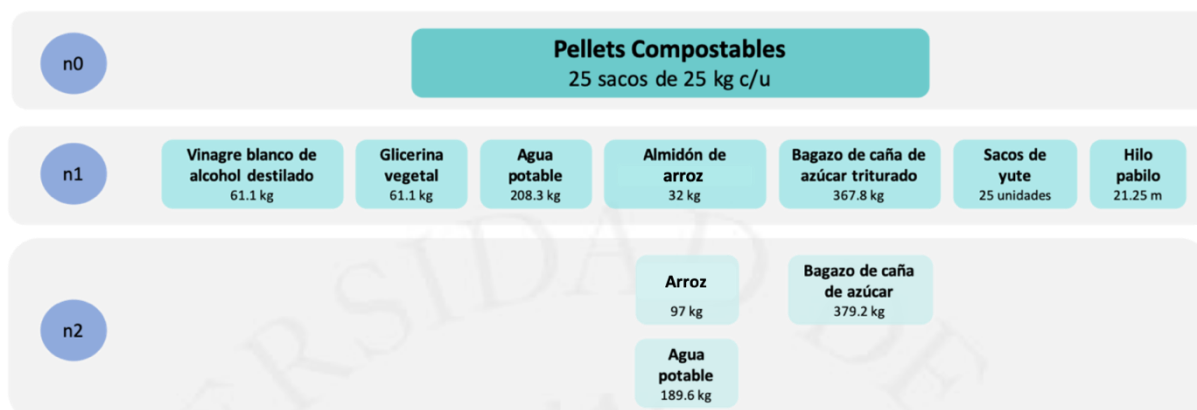 n0
Pellets Compostables
25 sacos de 25 kg c/u
n1
Vinagre blanco de
alcohol destilado
61.1 kg
Glicerina
vegetal
61.1 kg
Agua
potable
208.3 kg
Almidón de
arroz
32 kg
Bagazo de caña de
azúcar triturado
367.8 kg
Sacos de
yute
25 unidades
Hilo
pabilo
21.25 m
n2
Arroz
97 kg
Agua
potable
189.6 kg
Bagazo de caña
de azúcar
379.2 kg
ERSIDAD DE